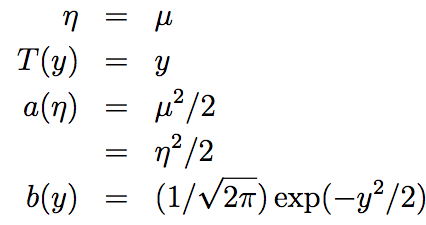 η = μ
T(y) = y
a(η) = μ²/2
= η²/2
b(y) = (1/√2π) exp(−y²/2)